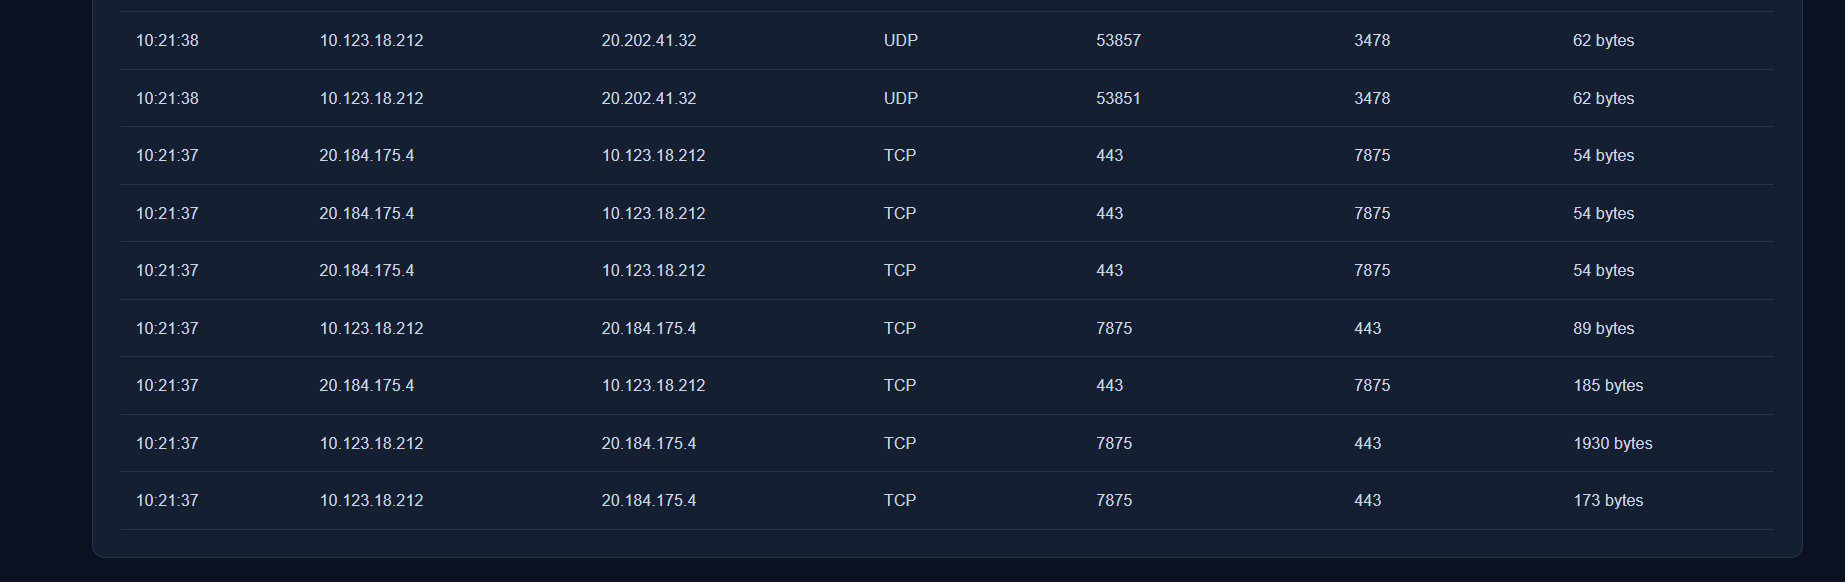 10:21:38 10.123.18.212 20.202.41.32 UDP 53857 3478 62 bytes
10:21:38 10.123.18.212 20.202.41.32 UDP 53851 3478 62 bytes
10:21:37 20.184.175.4 10.123.18.212 TCP 443 7875 54 bytes
10:21:37 20.184.175.4 10.123.18.212 TCP 443 7875 54 bytes
10:21:37 20.184.175.4 10.123.18.212 TCP 443 7875 54 bytes
10:21:37 10.123.18.212 20.184.175.4 TCP 7875 443 89 bytes
10:21:37 20.184.175.4 10.123.18.212 TCP 443 7875 185 bytes
10:21:37 10.123.18.212 20.184.175.4 TCP 7875 443 1930 bytes
10:21:37 10.123.18.212 20.184.175.4 TCP 7875 443 173 bytes